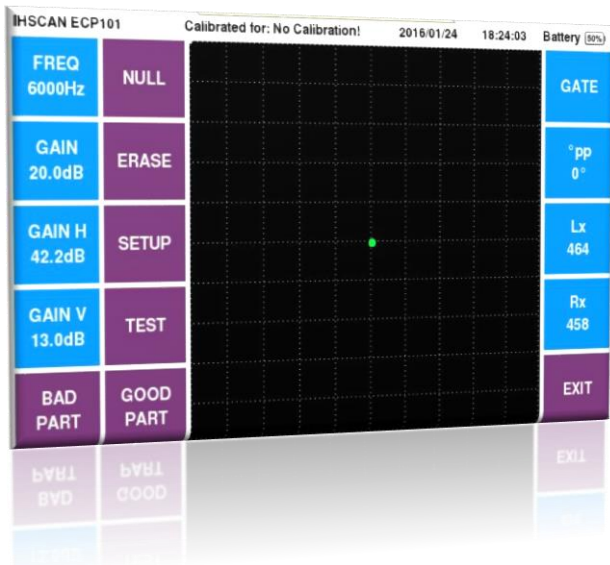 IHSCAN ECP101
Calibrated for: No Calibration!
2016/01/24
18:24:03
Battery 50%
FREQ
6000Hz
NULL
GAIN
20.0dB
ERASE
GAIN H
42.2dB
SETUP
GAIN V
13.0dB
TEST
BAD
PART
GOOD
PART
GATE
°pp
0°
Lx
464
Rx
458
EXIT